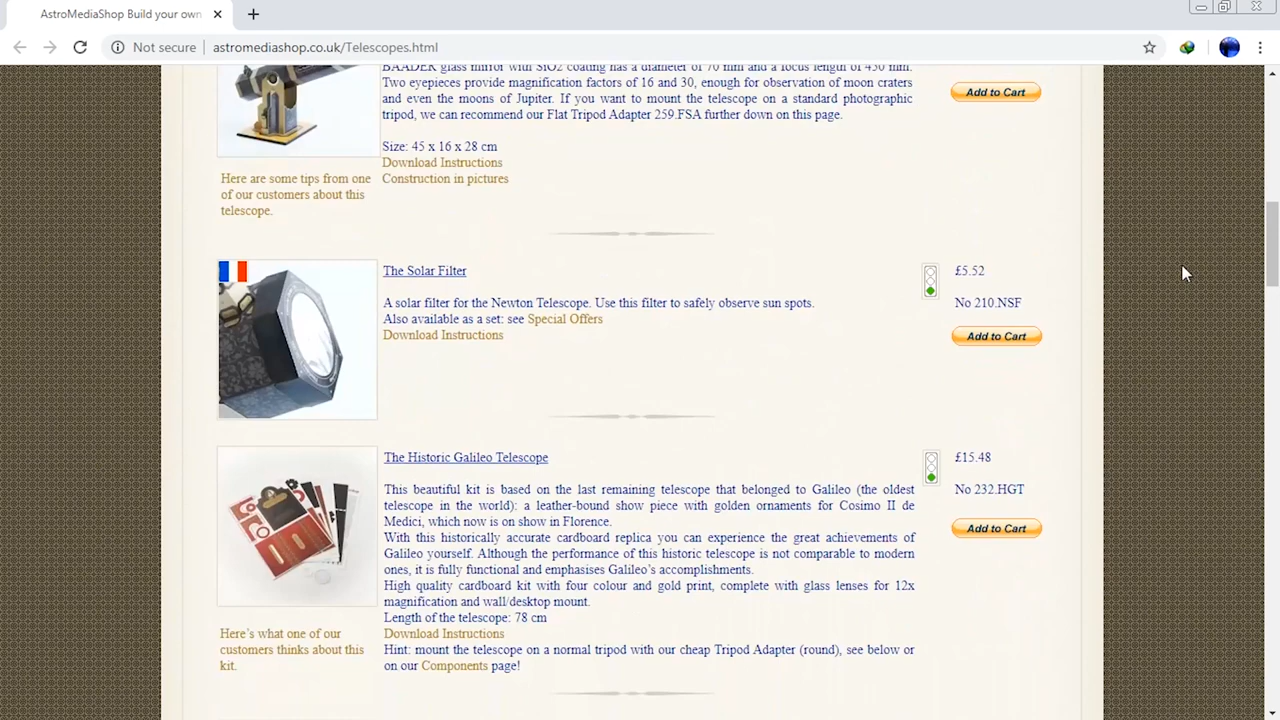 AstroMediaShop Build your own
Not secure
astromediashop.co.uk/Telescopes.html
BAADER glass mirror with SiO2 coating has a diameter of 70 mm and a focus length of 450 mm.
Two eyepieces provide magnification factors of 16 and 30, enough for observation of moon craters
and even the moons of Jupiter. If you want to mount the telescope on a standard photographic
tripod, we can recommend our Flat Tripod Adapter 259.FSA further down on this page.
Add to Cart
Size: 45 x 16 x 28 cm
Download Instructions
Construction in pictures
Here are some tips from one
of our customers about this
telescope.
The Solar Filter
A solar filter for the Newton Telescope. Use this filter to safely observe sun spots.
Also available as a set: see Special Offers
Download Instructions
£5.52
No 210.NSF
Add to Cart
The Historic Galileo Telescope
This beautiful kit is based on the last remaining telescope that belonged to Galileo (the oldest
telescope in the world): a leather-bound show piece with golden ornaments for Cosimo II de
Medici, which now is on show in Florence.
With this historically accurate cardboard replica you can experience the great achievements of
Galileo yourself. Although the performance of this historic telescope is not comparable to modern
ones, it is fully functional and emphasises Galileo's accomplishments.
High quality cardboard kit with four colour and gold print, complete with glass lenses for 12x
magnification and wall/desktop mount.
Length of the telescope: 78 cm
Download Instructions
Hint: mount the telescope on a normal tripod with our cheap Tripod Adapter (round), see below or
on our Components page!
£15.48
No 232.HGT
Add to Cart
Here's what one of our
customers thinks about this
kit.